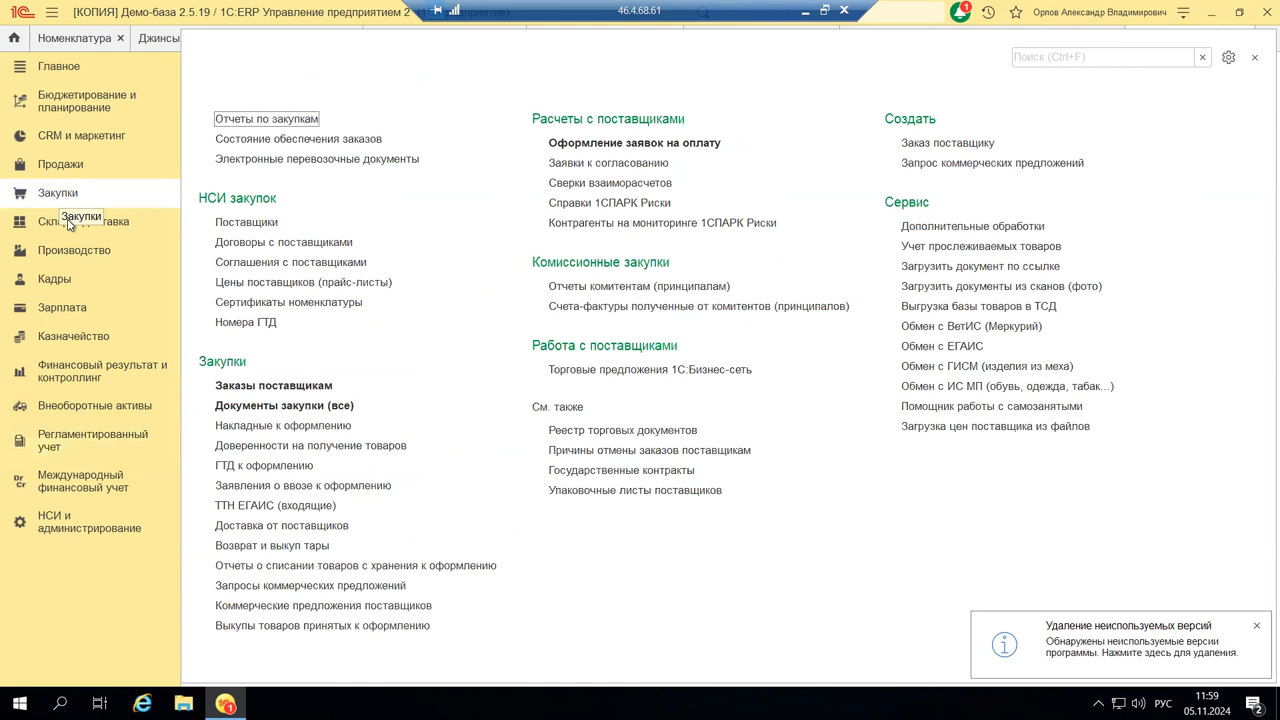 [КОПИЯ] Демо-база 2.5.19 / 1С:ERP Управление предприятием 2
46.4.68.61
Орлов Александр Владимирович
Номенклатура
Джинсы
Поиск (Ctrl+F)
Главное
Бюджетирование и
планирование
CRM и маркетинг
Продажи
Закупки
Закупки
Производство
Кадры
Зарплата
Казначейство
Финансовый результат и
контроллинг
Внеоборотные активы
Регламентированный
учет
Международный
финансовый учет
НСИ и
администрирование
Отчеты по закупкам
Состояние обеспечения заказов
Электронные перевозочные документы
НСИ закупок
Поставщики
Договоры с поставщиками
Соглашения с поставщиками
Цены поставщиков (прайс-листы)
Сертификаты номенклатуры
Номера ГТД
Закупки
Заказы поставщикам
Документы закупки (все)
Накладные к оформлению
Доверенности на получение товаров
ГТД к оформлению
Заявления о ввозе к оформлению
ТТН ЕГАИС (входящие)
Доставка от поставщиков
Возврат и выкуп тары
Отчеты о списании товаров с хранения к оформлению
Запросы коммерческих предложений
Коммерческие предложения поставщиков
Выкупы товаров принятых к оформлению
Расчеты с поставщиками
Оформление заявок на оплату
Заявки к согласованию
Сверки взаиморасчетов
Справки 1СПАРК Риски
Контрагенты на мониторинге 1СПАРК Риски
Комиссионные закупки
Отчеты комитентам (принципалам)
Счета-фактуры полученные от комитентов (принципалов)
Работа с поставщиками
Торговые предложения 1С:Бизнес-сеть
См. также
Реестр торговых документов
Причины отмены заказов поставщикам
Государственные контракты
Упаковочные листы поставщиков
Создать
Заказ поставщику
Запрос коммерческих предложений
Сервис
Дополнительные обработки
Учет прослеживаемых товаров
Загрузить документ по ссылке
Загрузить документы из сканов (фото)
Выгрузка базы товаров в ТСД
Обмен с ВетИС (Меркурий)
Обмен с ЕГАИС
Обмен с ГИСМ (изделия из меха)
Обмен с ИС МП (обувь, одежда, табак...)
Помощник работы с самозанятыми
Загрузка цен поставщика из файлов
Удаление неиспользуемых версий
Обнаружены неиспользуемые версии
программы. Нажмите здесь для удаления.
РУС
11:59
05.11.2024